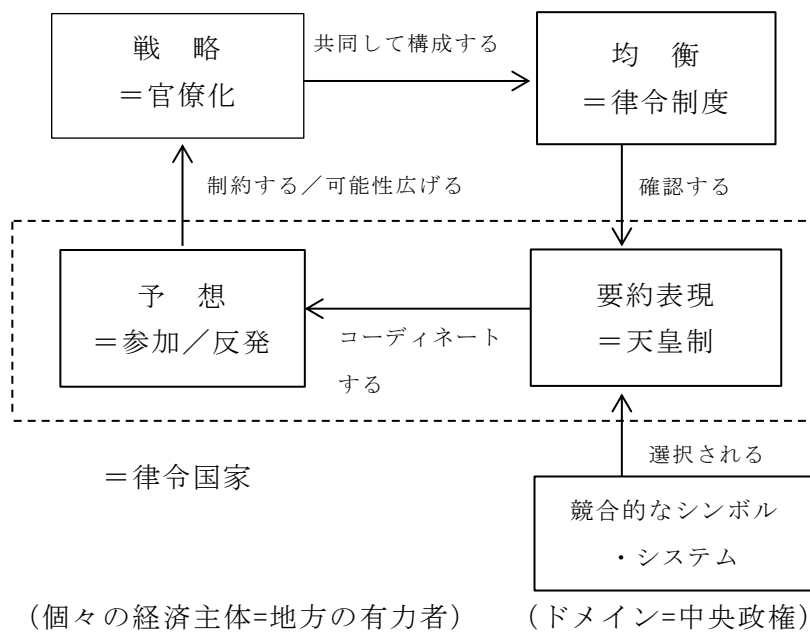 戦　略
＝官僚化
共同して構成する
均　衡
＝律令制度
制約する／可能性広げる
確認する
予　想
＝参加／反発
コーディネート
する
要約表現
＝天皇制
選択される
＝律令国家
競合的なシンボル
・システム
（個々の経済主体=地方の有力者）
（ドメイン=中央政権）